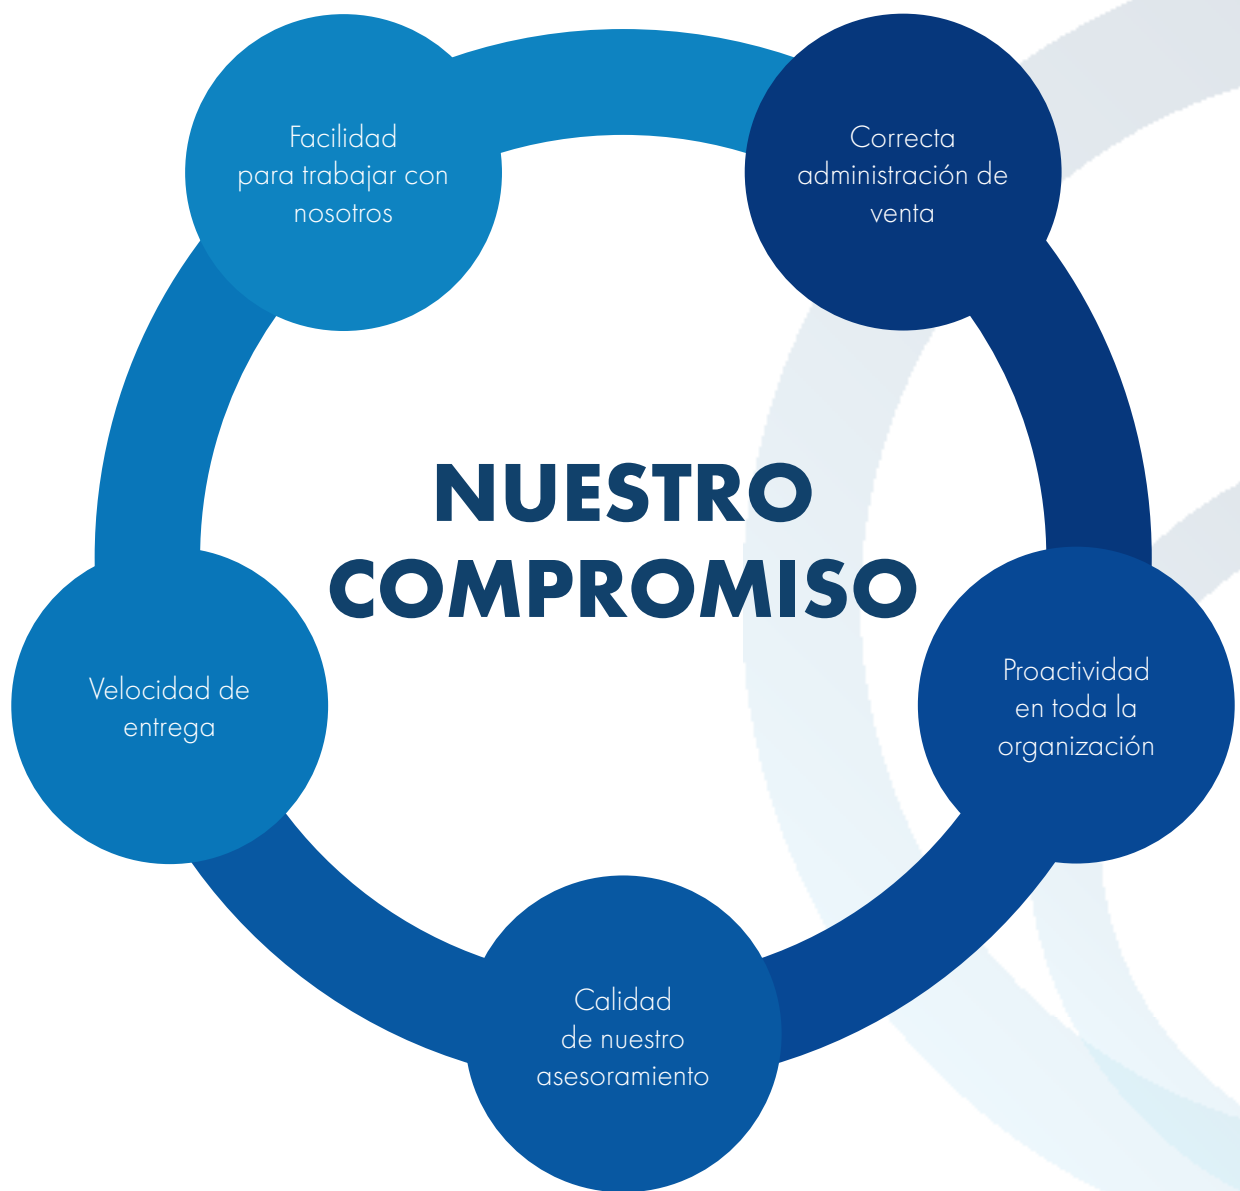 Facilidad
para trabajar con
nosotros
Correcta
administración de
venta
NUESTRO
COMPROMISO
Velocidad de
entrega
Proactividad
en toda la
organización
Calidad
de nuestro
asesoramiento